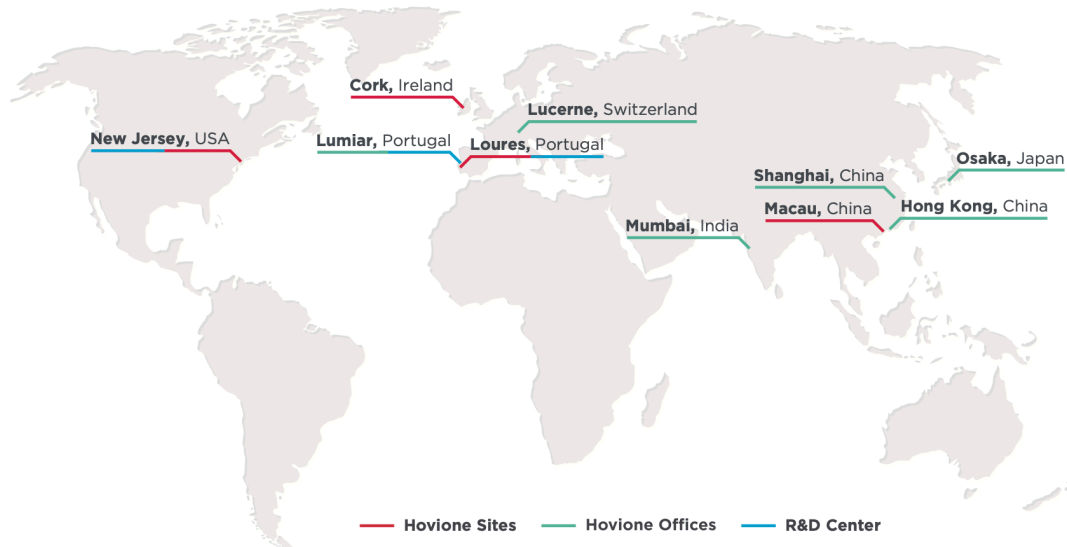 Cork, Ireland
Lucerne, Switzerland
New Jersey, USA
Lumiar, Portugal
Loures, Portugal
Osaka, Japan
Shanghai, China
Macau, China
Hong Kong, China
Mumbai, India
Hovione Sites
Hovione Offices
R&D Center